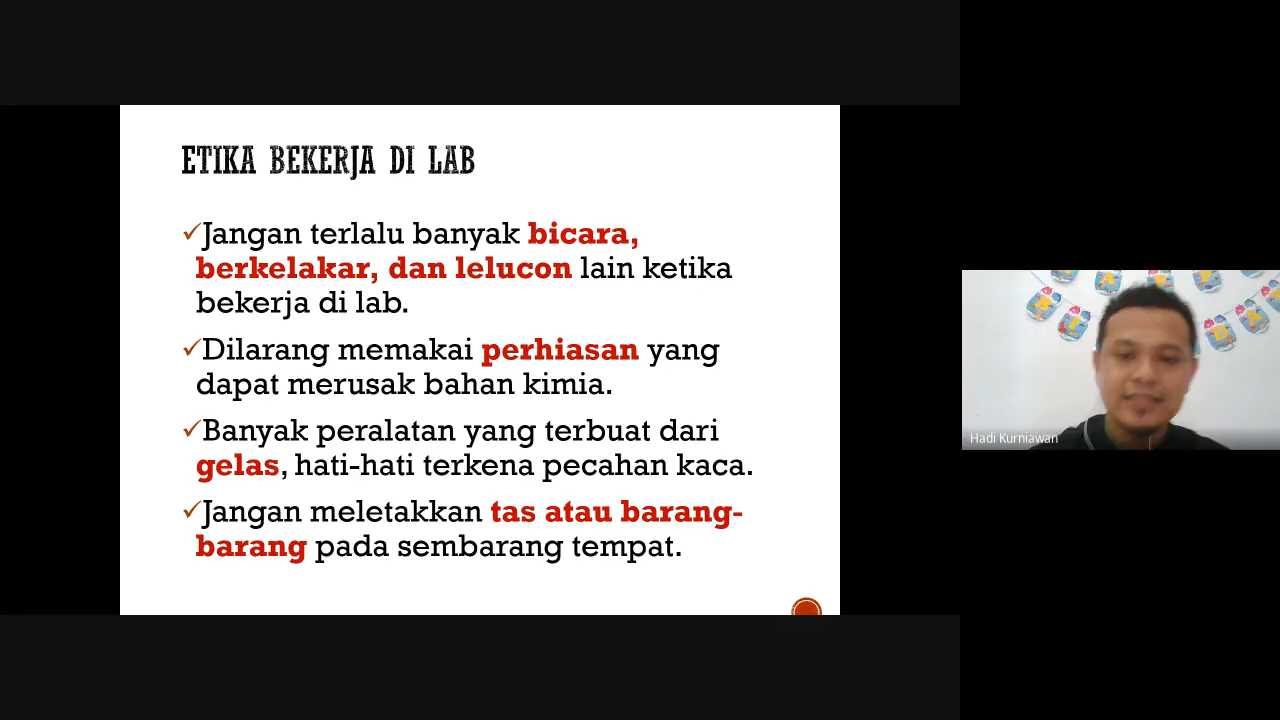 ETIKA BEKERJA DI LAB
✓Jangan terlalu banyak bicara,
berkelakar, dan lelucon lain ketika
bekerja di lab.
✓Dilarang memakai perhiasan yang
dapat merusak bahan kimia.
✓Banyak peralatan yang terbuat dari
gelas, hati-hati terkena pecahan kaca.
✓Jangan meletakkan tas atau barang-
barang pada sembarang tempat.
Hadi Kurniawan